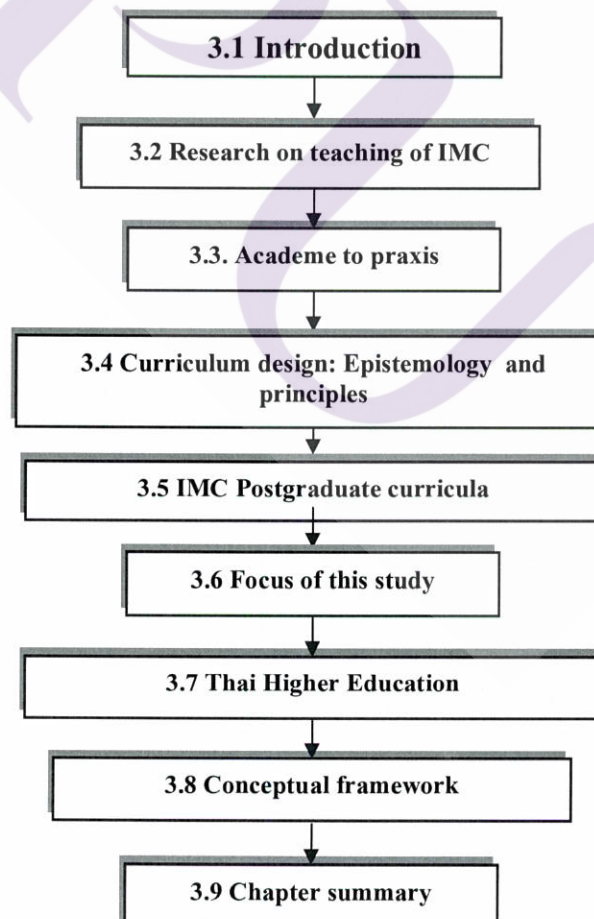 3.1 Introduction
3.2 Research on teaching of IMC
3.3. Academe to praxis
3.4 Curriculum design: Epistemology and
principles
3.5 IMC Postgraduate curricula
3.6 Focus of this study
3.7 Thai Higher Education
3.8 Conceptual framework
3.9 Chapter summary